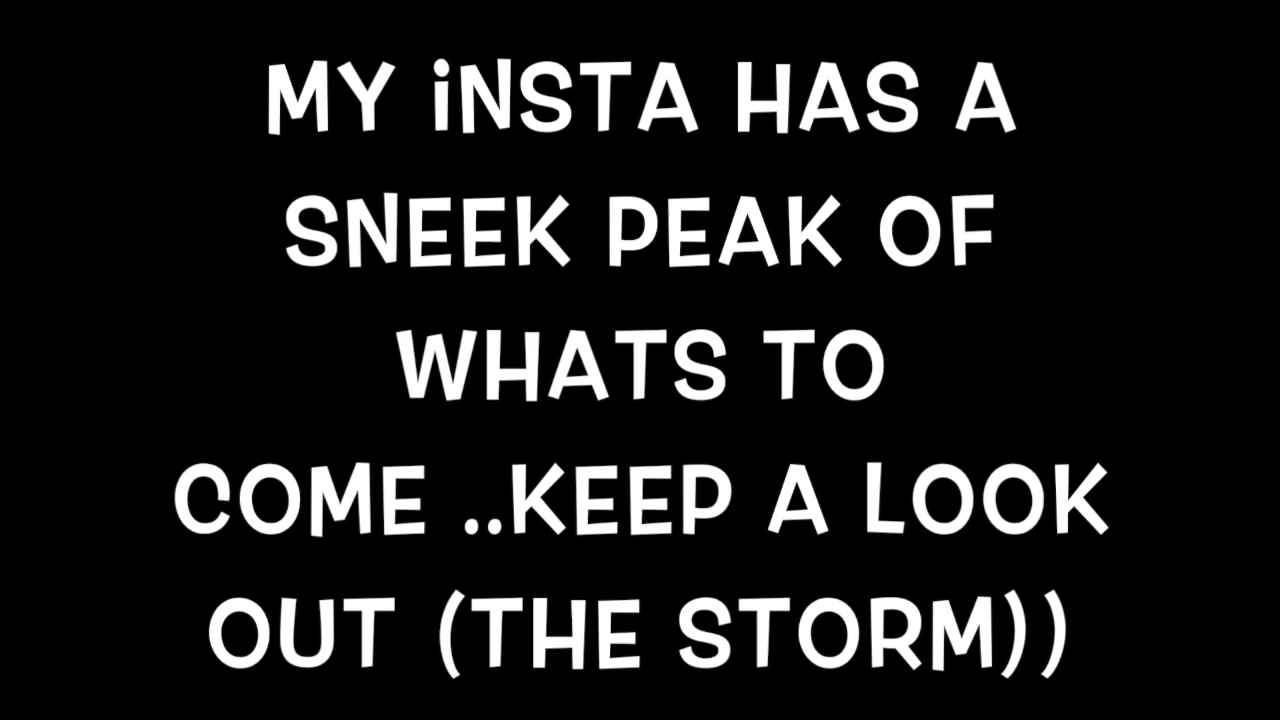 MY iNSTA HAS A
SNEEK PEAK OF
WHATS TO
COME ..KEEP A LOOK
OUT (THE STORM))